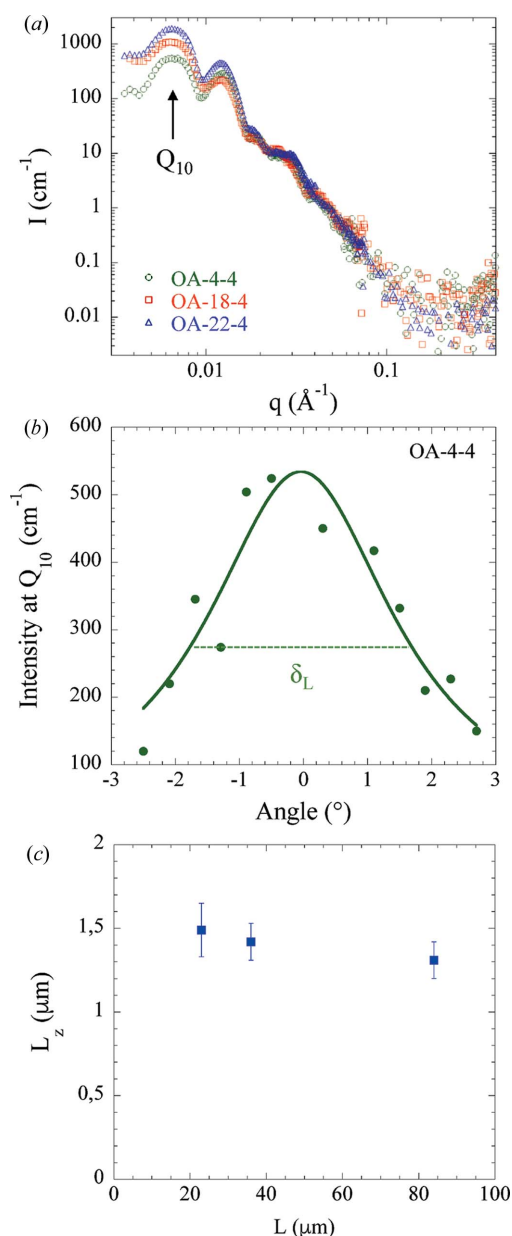 (a)
1000
100
10
1
0.1
0.01
I (cm⁻¹)
Q₁₀
OA-4-4
OA-18-4
OA-22-4
0.01 0.1
q (Å⁻¹)
(b)
600
500
400
300
200
100
Intensity at Q₁₀ (cm⁻¹)
OA-4-4
δ_L
-3 -2 -1 0 1 2 3
Angle (°)
(c)
2
1,5
1
0,5
0
L_z (μm)
0 20 40 60 80 100
L (μm)